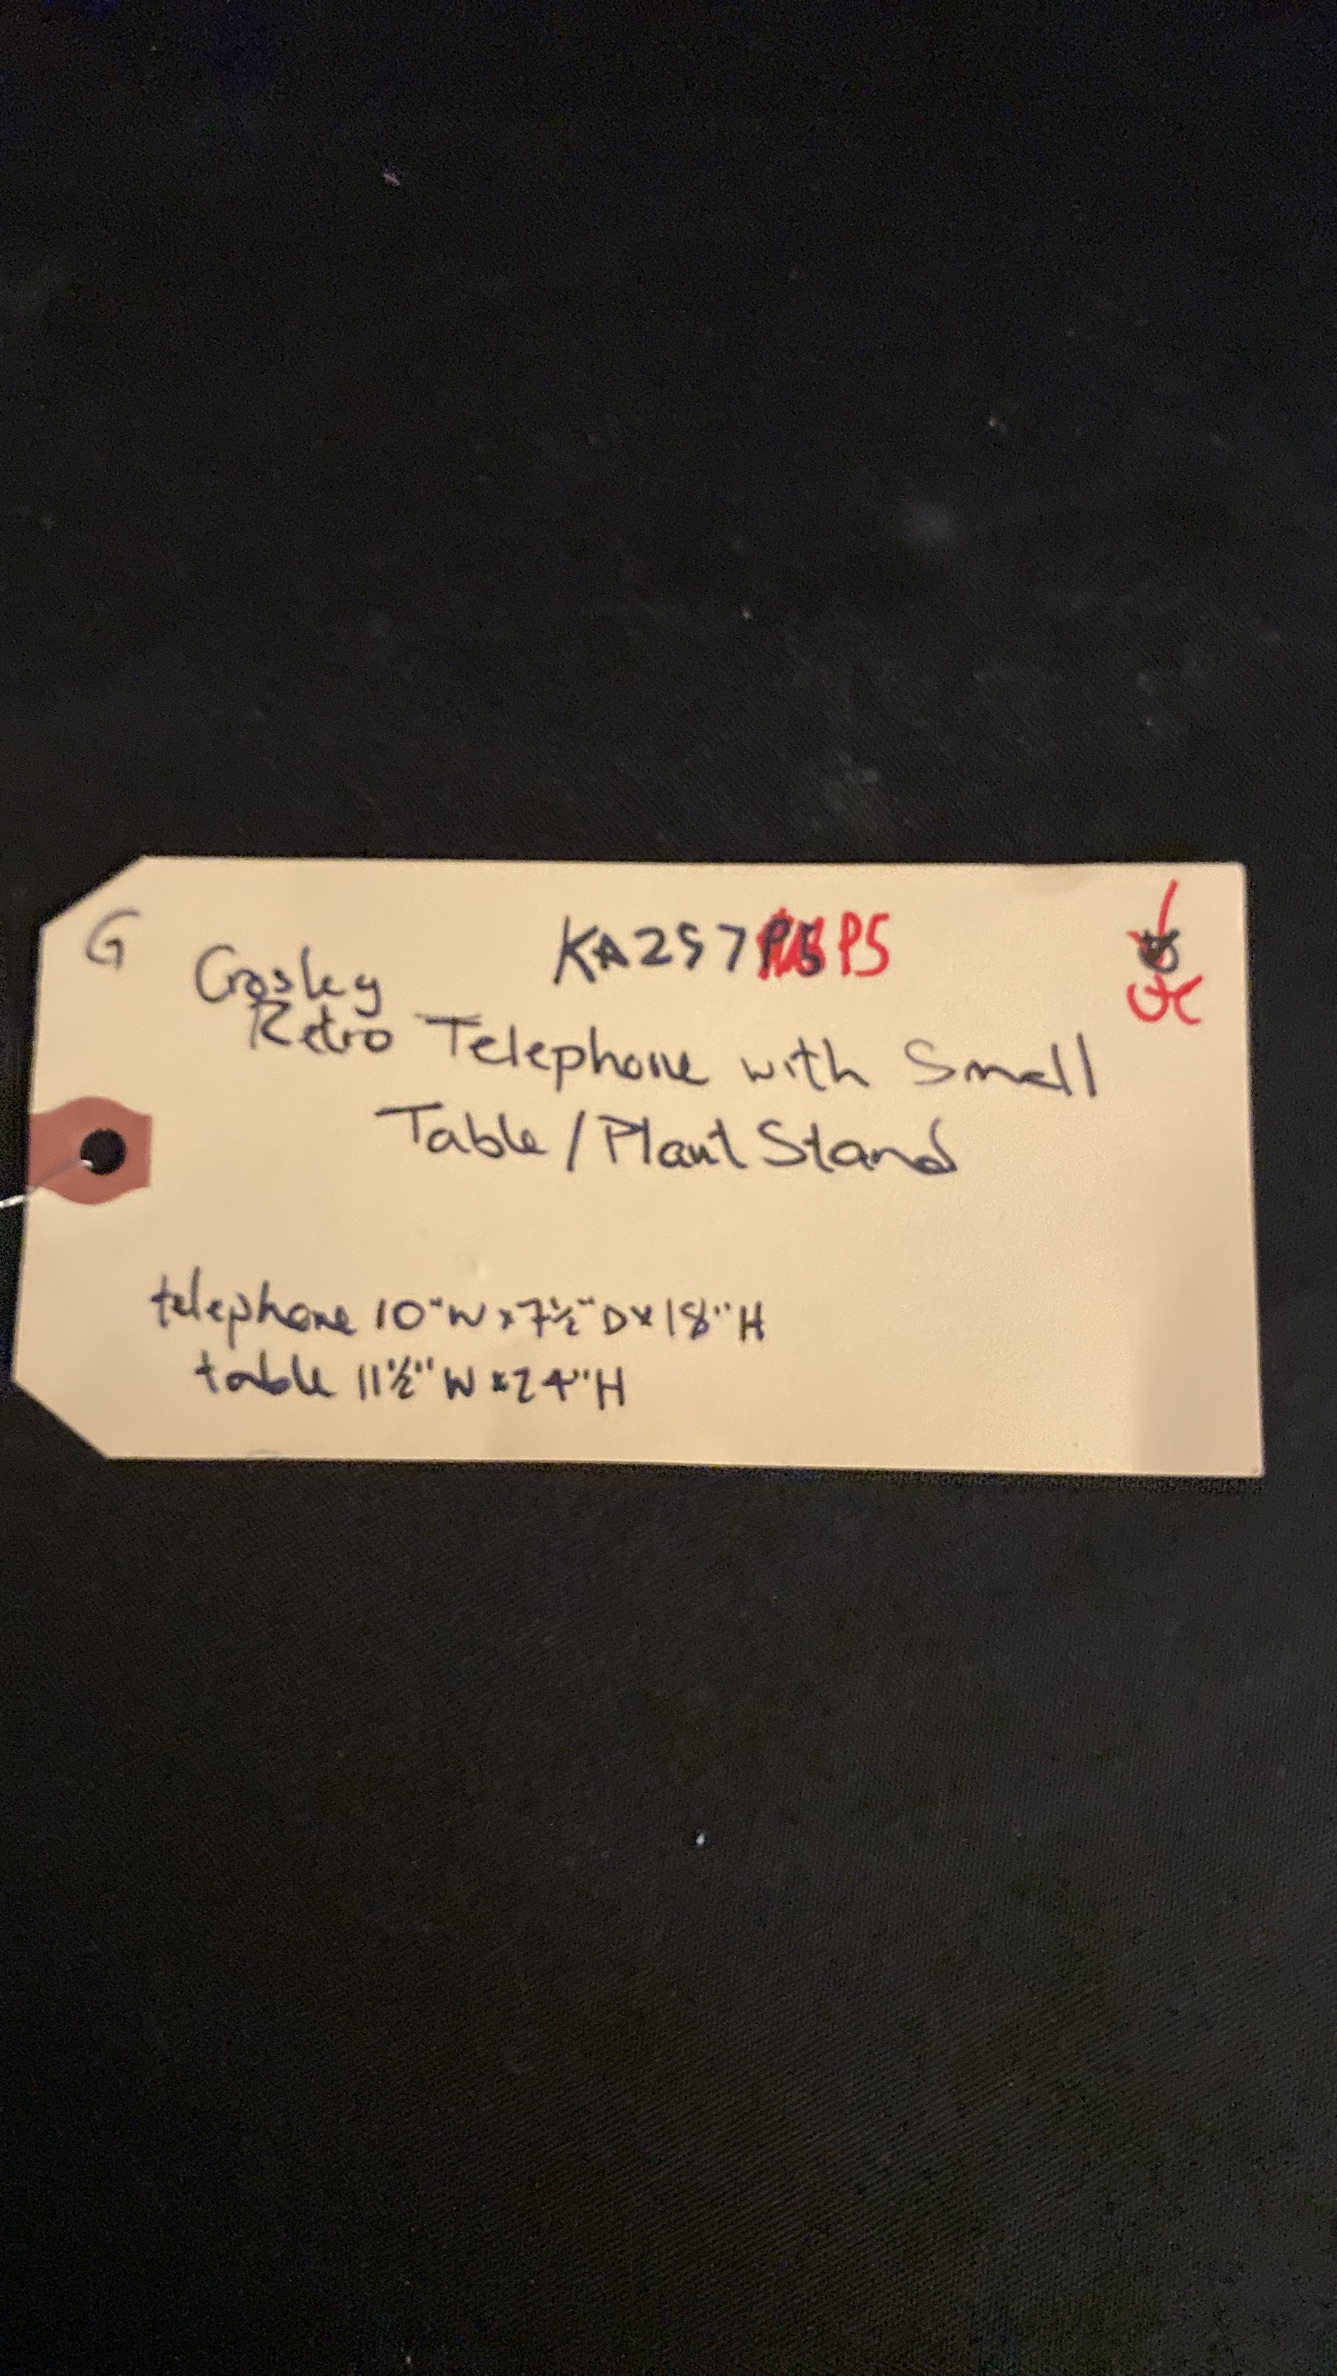 G
KA257 P5
Crosley
Retro Telephone with Small
Table/Plant Stand
telephone 10"W x 7½"D x 18"H
table 11½"W x 24"H